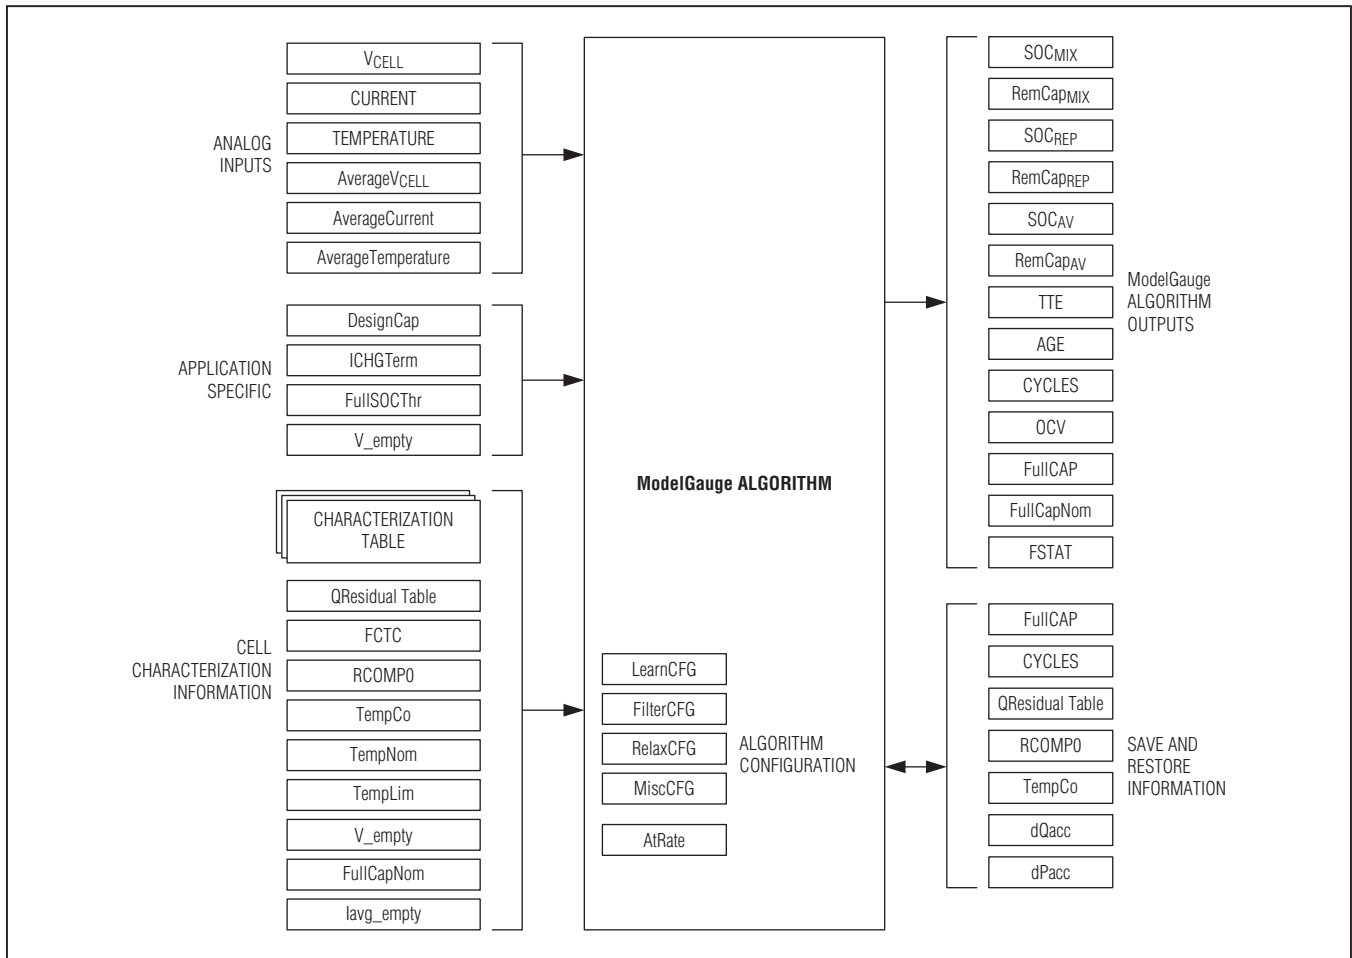 ANALOG
INPUTS
VCELL
CURRENT
TEMPERATURE
AverageVCELL
AverageCurrent
AverageTemperature
APPLICATION
SPECIFIC
DesignCap
ICHGTerm
FullSOCThr
V_empty
CELL
CHARACTERIZATION
INFORMATION
CHARACTERIZATION
TABLE
QResidual Table
FCTC
RCOMP0
TempCo
TempNom
TempLim
V_empty
FullCapNom
Iavg_empty
ModelGauge ALGORITHM
LearnCFG
FilterCFG
RelaxCFG
MiscCFG
AtRate
ALGORITHM
CONFIGURATION
SOCMIX
RemCapMIX
SOCREP
RemCapREP
SOCAV
RemCapAV
TTE
AGE
CYCLES
OCV
FullCAP
FullCapNom
FSTAT
ModelGauge
ALGORITHM
OUTPUTS
FullCAP
CYCLES
QResidual Table
RCOMP0
TempCo
dQacc
dPacc
SAVE AND
RESTORE
INFORMATION